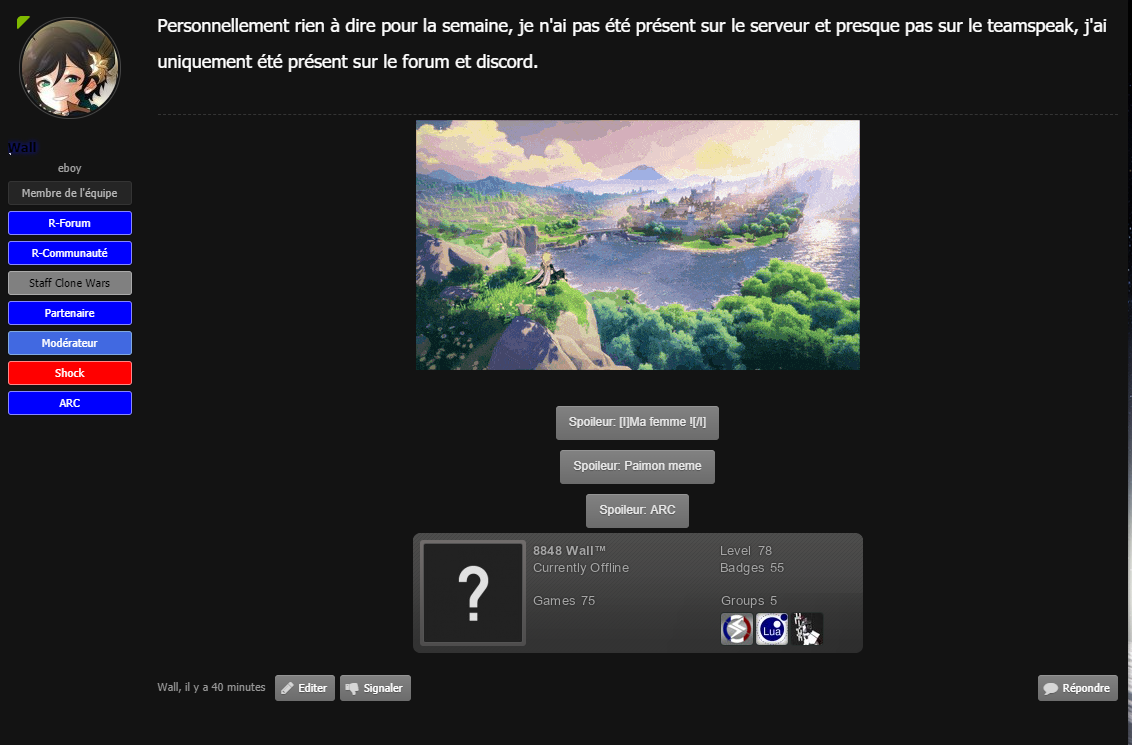 Personnellement rien à dire pour la semaine, je n'ai pas été présent sur le serveur et presque pas sur le teamspeak, j'ai
uniquement été présent sur le forum et discord.
Wall
eboy
Membre de l'équipe
R-Forum
R-Communauté
Staff Clone Wars
Partenaire
Modérateur
Shock
ARC
Spoileur: [I]Ma femme ![/I]
Spoileur: Paimon meme
Spoileur: ARC
8848 Wall™
Currently Offline
Games 75
Level 78
Badges 55
Groups 5
Lua
Wall, il y a 40 minutes
Editer
Signaler
Répondre